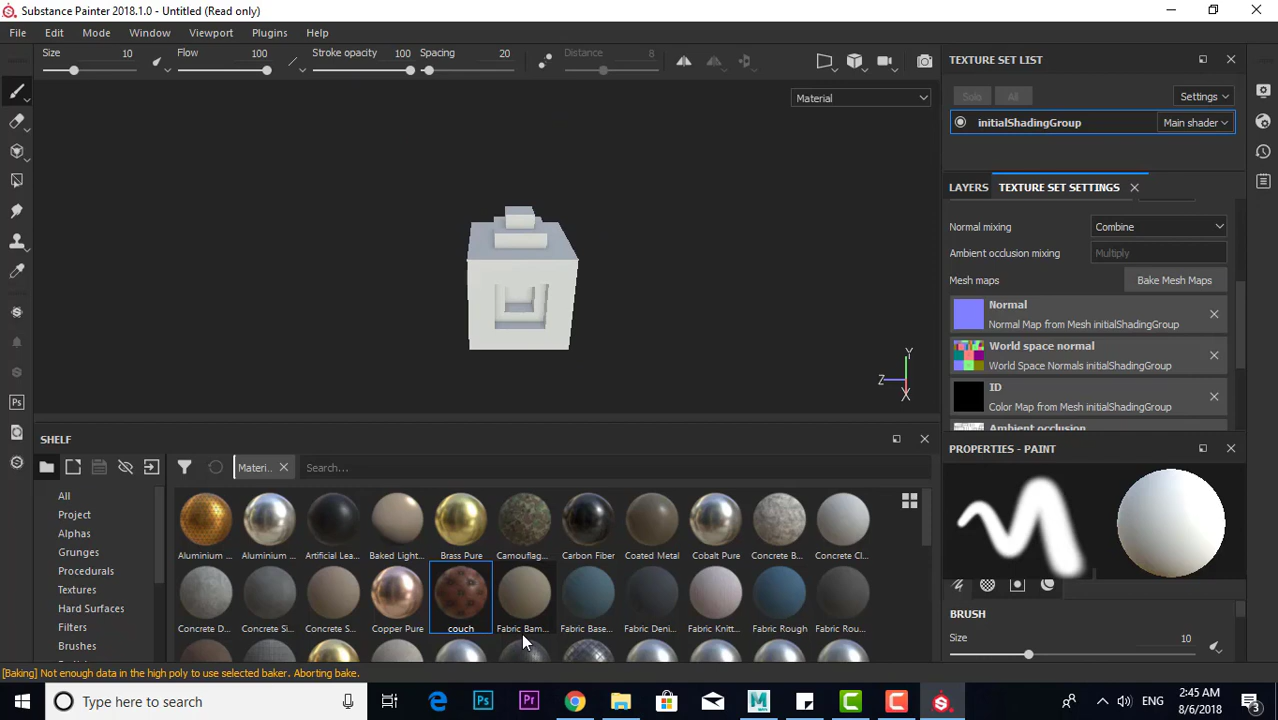 Substance Painter 2018.1.0 - Untitled (Read only)
File Edit Mode Window Viewport Plugins Help
Size 10 Flow 100 Stroke opacity 100 Spacing 20 Distance 8
Material
TEXTURE SET LIST
Solo All Settings
initialShadingGroup Main shader
LAYERS TEXTURE SET SETTINGS
Normal mixing Combine
Ambient occlusion mixing Multiply
Mesh maps Bake Mesh Maps
Normal
Normal Map from Mesh initialShadingGroup
World space normal
World Space Normals initialShadingGroup
ID
Color Map from Mesh initialShadingGroup
Ambient occlusion
Y
Z
X
SHELF
Ps
Materi..
Search...
All
Project
Alphas
Grunges
Procedurals
Textures
Hard Surfaces
Filters
Brushes
Aluminium ... Aluminium ... Artificial Lea... Baked Light... Brass Pure Camouflag... Carbon Fiber Coated Metal Cobalt Pure Concrete B... Concrete Cl...
Concrete D... Concrete Si... Concrete S... Copper Pure couch Fabric Bam... Fabric Base... Fabric Deni... Fabric Knitt... Fabric Rough Fabric Rou...
PROPERTIES - PAINT
BRUSH
Size 10
[Baking] Not enough data in the high poly to use selected baker. Aborting bake.
Type here to search
Ps
Pr
M
ENG
2:45 AM
8/6/2018
3